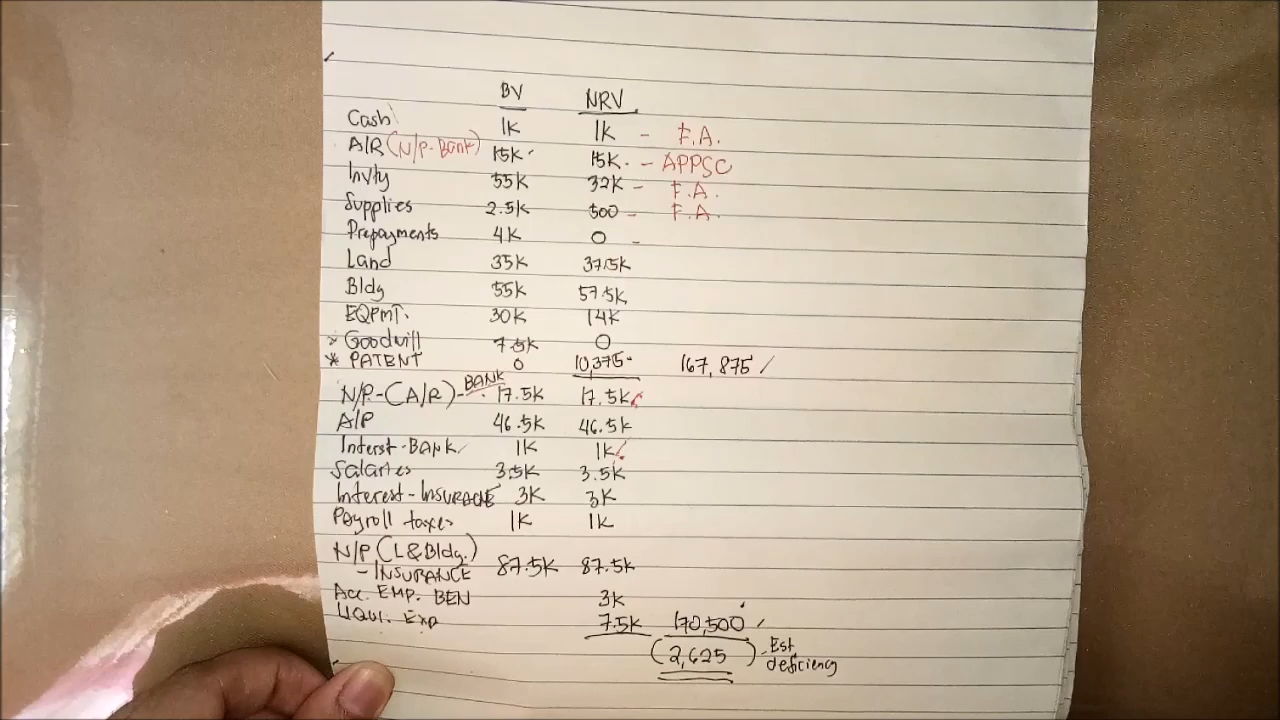 BV NRV
Cash 1K 1K - F.A.
A/R (N/P-Bank) 15K 15K. - APPSC
Invty 55K 32K - F.A.
Supplies 2.5K 500 - F.A.
Prepayments 4K 0 -
Land 35K 37.5K
Bldg 55K 57.5K
EQPMT. 30K 14K
* Goodwill 7.5K 0
* PATENT 0 10,375 167,875 /
N/P-(A/R)-BANK 17.5K 17.5K
A/P 46.5K 46.5K
Interst-BANK 1K 1K
Salaries 3.5K 3.5K
Interest-INSURANCE 3K 3K
Payroll taxes 1K 1K
N/P (L&Bldg.)
-INSURANCE 87.5K 87.5K
Acc. EMP. BEN 3K
LIQUI. EXP 7.5K 170,500 /
(2,625) - Est.
deficiency